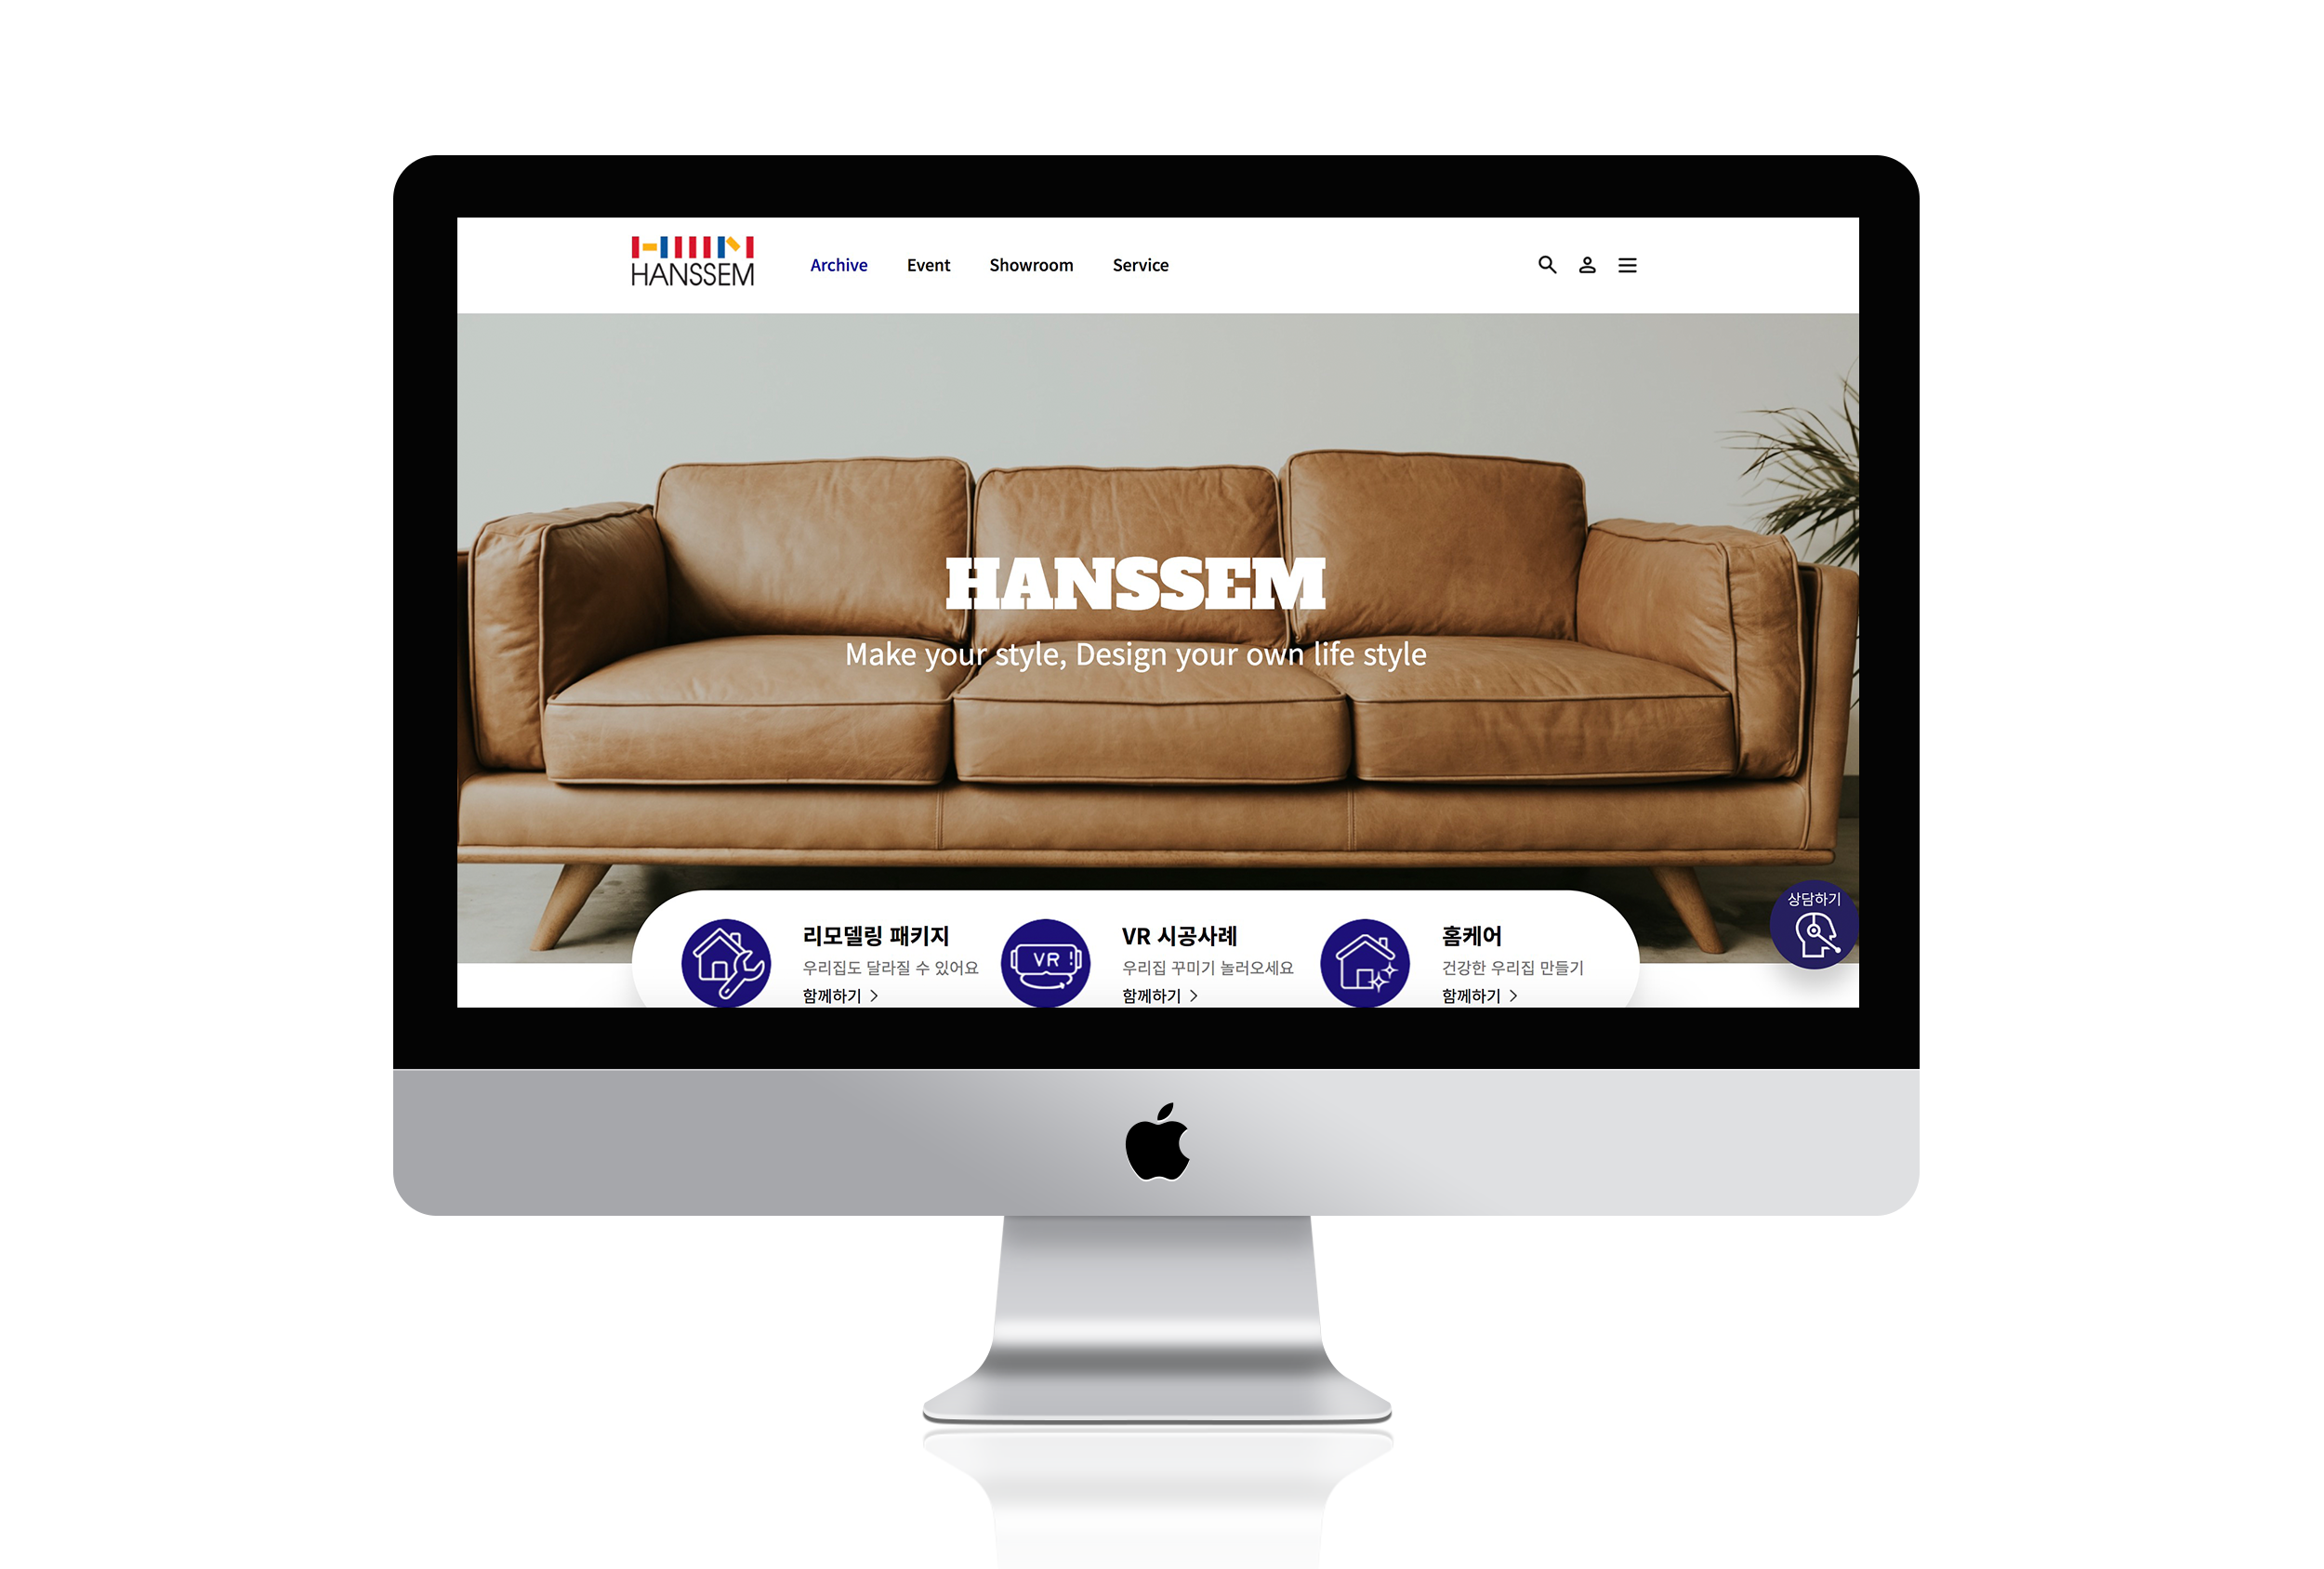 HANSSEM
Archive
Event
Showroom
Service
HANSSEM
Make your style, Design your own life style
상담하기
리모델링 패키지
우리집도 달라질 수 있어요
함께하기
VR !
VR 시공사례
우리집 꾸미기 놀러오세요
함께하기
홈케어
건강한 우리집 만들기
함께하기